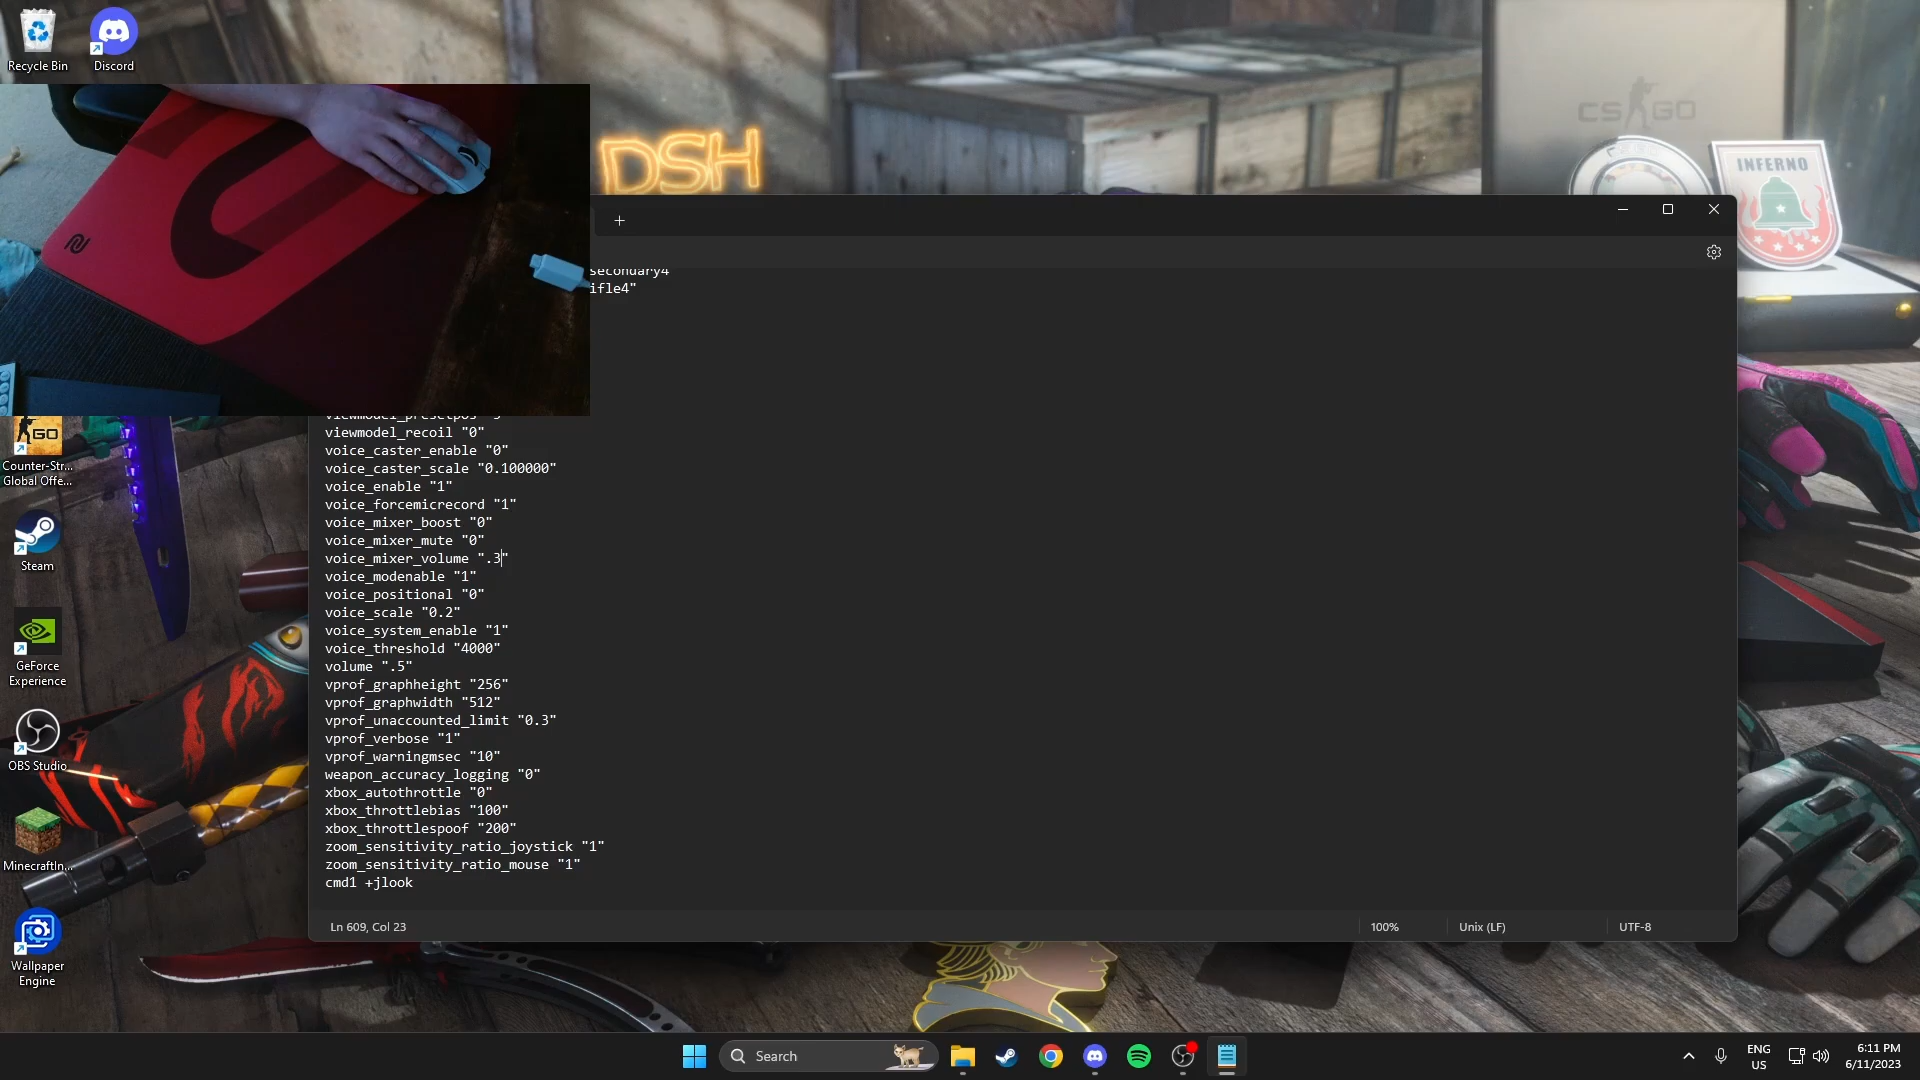 Recycle Bin
Discord
DSH
CS GO
INFERNO
+
ifle4"
viewmodel_recoil "0"
voice_caster_enable "0"
voice_caster_scale "0.100000"
voice_enable "1"
voice_forcemicrecord "1"
voice_mixer_boost "0"
voice_mixer_mute "0"
voice_mixer_volume ".3"
voice_modenable "1"
voice_positional "0"
voice_scale "0.2"
voice_system_enable "1"
voice_threshold "4000"
volume ".5"
vprof_graphheight "256"
vprof_graphwidth "512"
vprof_unaccounted_limit "0.3"
vprof_verbose "1"
vprof_warningmsec "10"
weapon_accuracy_logging "0"
xbox_autothrottle "0"
xbox_throttlebias "100"
xbox_throttlespoof "200"
zoom_sensitivity_ratio_joystick "1"
zoom_sensitivity_ratio_mouse "1"
cmd1 +jlook
Ln 609, Col 23
100%
Unix (LF)
UTF-8
GO
Counter-Str...
Global Offe...
Steam
GeForce
Experience
OBS Studio
MinecraftIn...
Wallpaper
Engine
Search
ENG
US
6:11 PM
6/11/2023